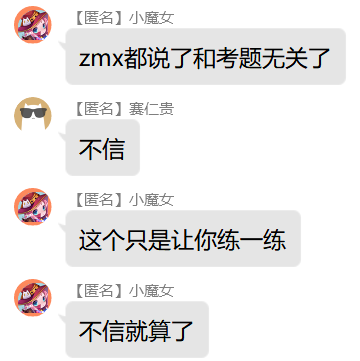 【匿名】小魔女
zmx都说了和考题无关了
【匿名】赛仁贵
不信
【匿名】小魔女
这个只是让你练一练
【匿名】小魔女
不信就算了